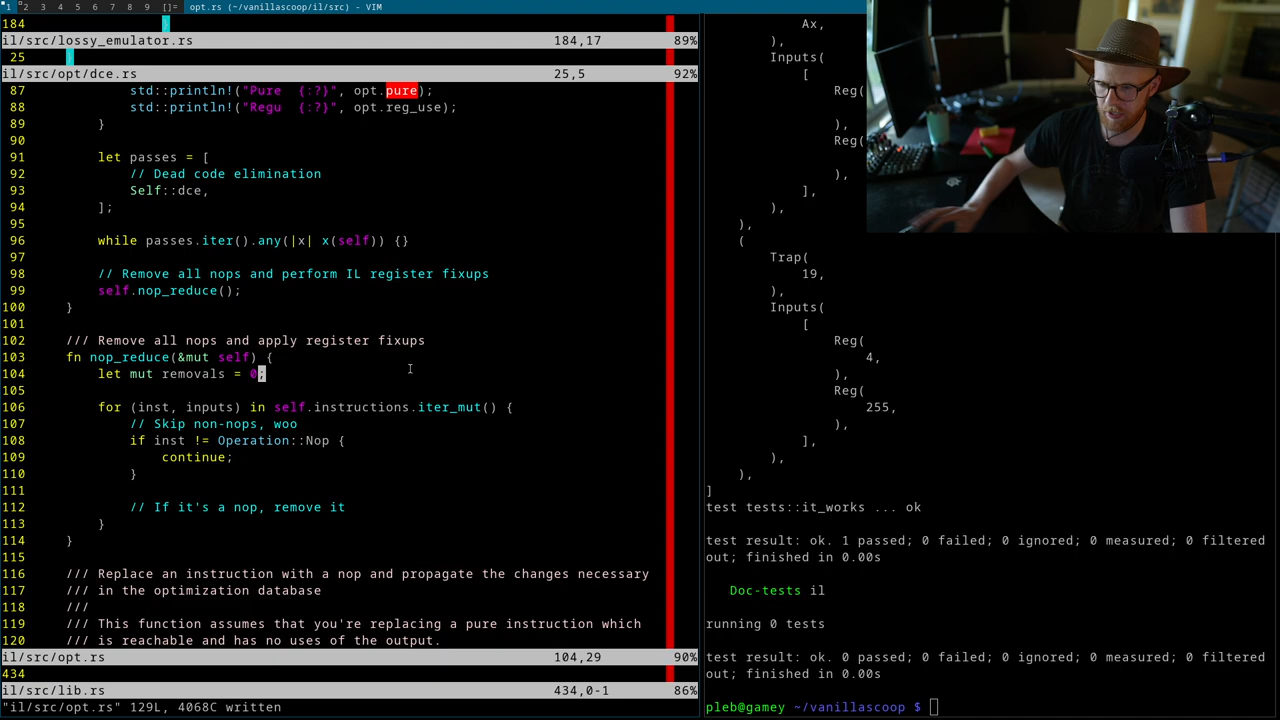 1 2 3 4 5 6 7 8 9 []= opt.rs (~/vanillascoop/il/src) - VIM
184 }
il/src/lossy_emulator.rs 184,17 89%
25 }
il/src/opt/dce.rs 25,5 92%
87 std::println!("Pure {:?}", opt.pure);
88 std::println!("Regu {:?}", opt.reg_use);
89 }
90
91 let passes = [
92 // Dead code elimination
93 Self::dce,
94 ];
95
96 while passes.iter().any(|x| x(self)) {}
97
98 // Remove all nops and perform IL register fixups
99 self.nop_reduce();
100 }
101
102 /// Remove all nops and apply register fixups
103 fn nop_reduce(&mut self) {
104 let mut removals = 0;
105
106 for (inst, inputs) in self.instructions.iter_mut() {
107 // Skip non-nops, woo
108 if inst != Operation::Nop {
109 continue;
110 }
111
112 // If it's a nop, remove it
113 }
114 }
115
116 /// Replace an instruction with a nop and propagate the changes necessary
117 /// in the optimization database
118 ///
119 /// This function assumes that you're replacing a pure instruction which
120 /// is reachable and has no uses of the output.
il/src/opt.rs 104,29 90%
434
il/src/lib.rs 434,0-1 86%
"il/src/opt.rs" 129L, 4068C written
Ax,
),
Inputs(
[
Reg(
),
Reg(
),
],
),
),
(
Trap(
19,
),
Inputs(
[
Reg(
4,
),
Reg(
255,
),
],
),
),
]
test tests::it_works ... ok
test result: ok. 1 passed; 0 failed; 0 ignored; 0 measured; 0 filtered
out; finished in 0.00s
Doc-tests il
running 0 tests
test result: ok. 0 passed; 0 failed; 0 ignored; 0 measured; 0 filtered
out; finished in 0.00s
pleb@gamey ~/vanillascoop $